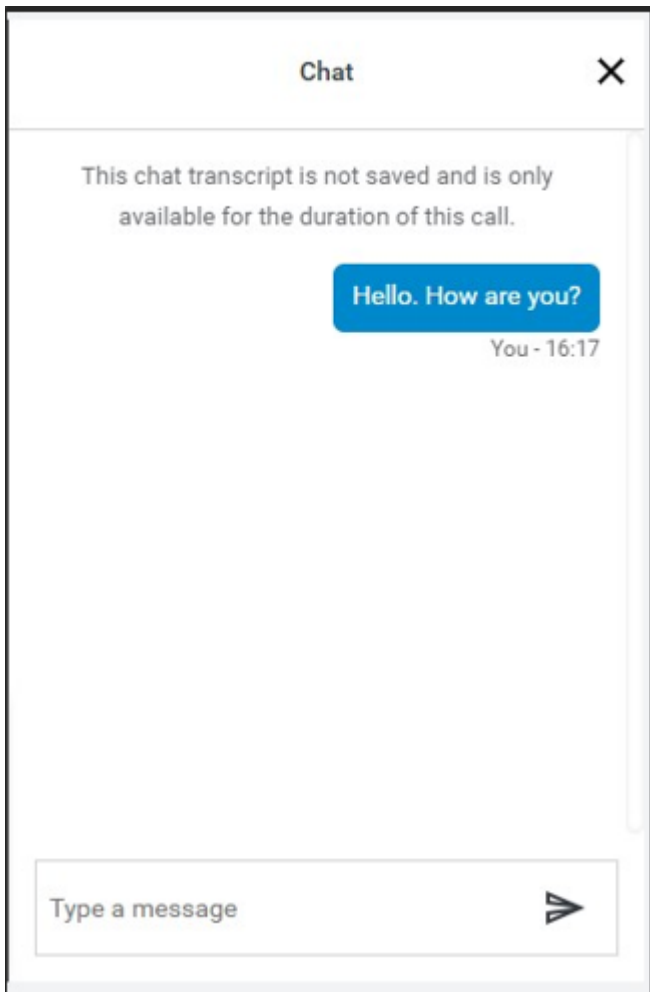 Chat
This chat transcript is not saved and is only
available for the duration of this call.
Hello. How are you?
You - 16:17
Type a message